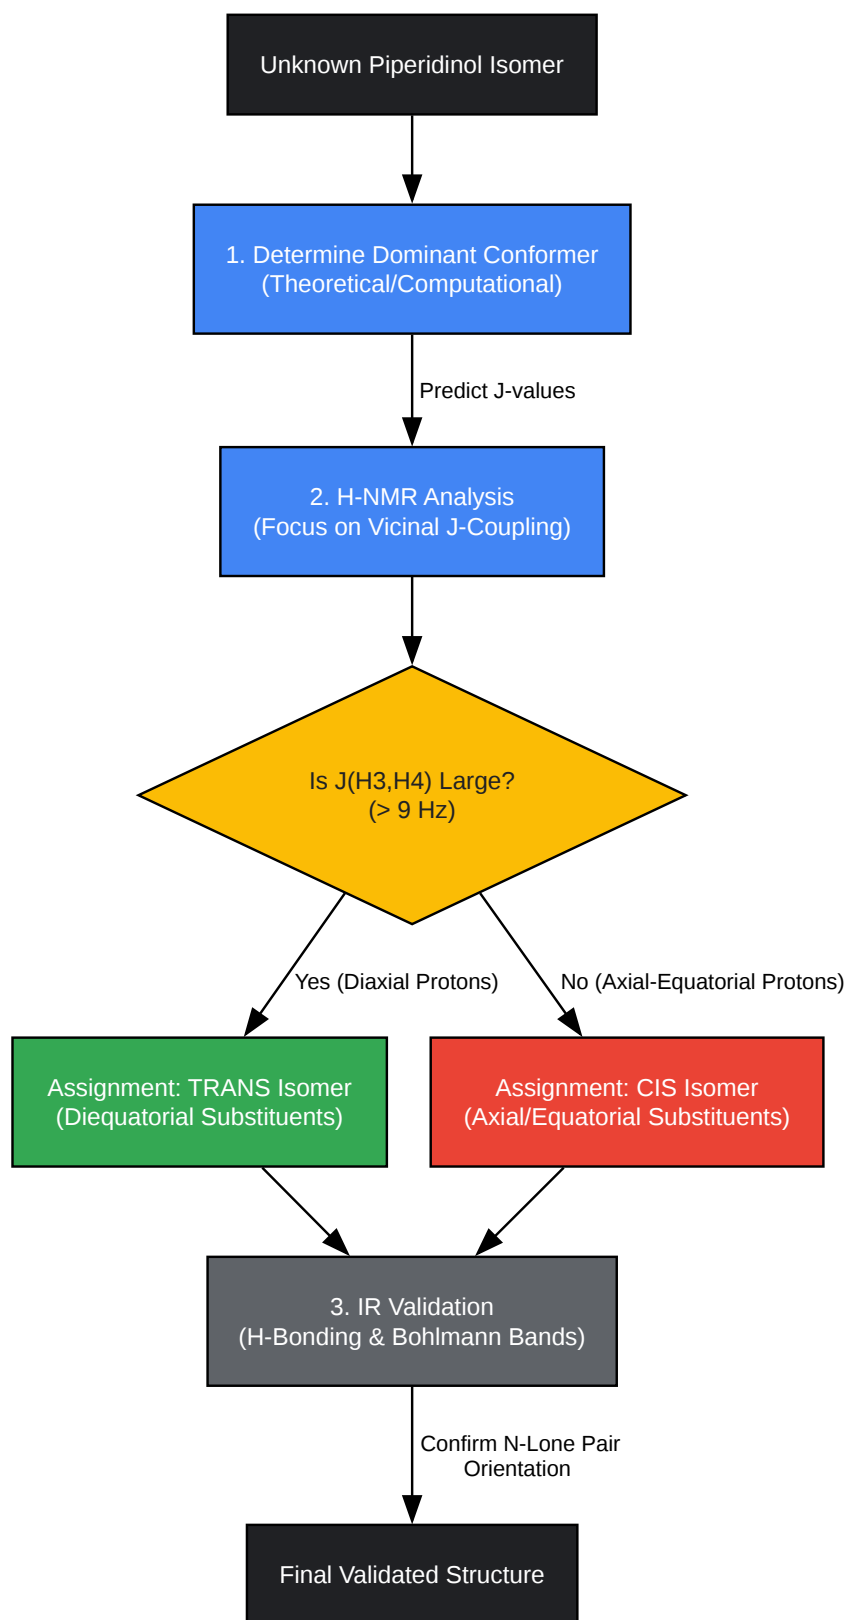 Unknown Piperidinol Isomer
1. Determine Dominant Conformer
(Theoretical/Computational)
Predict J-values
2. H-NMR Analysis
(Focus on Vicinal J-Coupling)
Is J(H3,H4) Large?
(> 9 Hz)
Yes (Diaxial Protons)
No (Axial-Equatorial Protons)
Assignment: TRANS Isomer
(Diequatorial Substituents)
Assignment: CIS Isomer
(Axial/Equatorial Substituents)
3. IR Validation
(H-Bonding & Bohlmann Bands)
Confirm N-Lone Pair
Orientation
Final Validated Structure